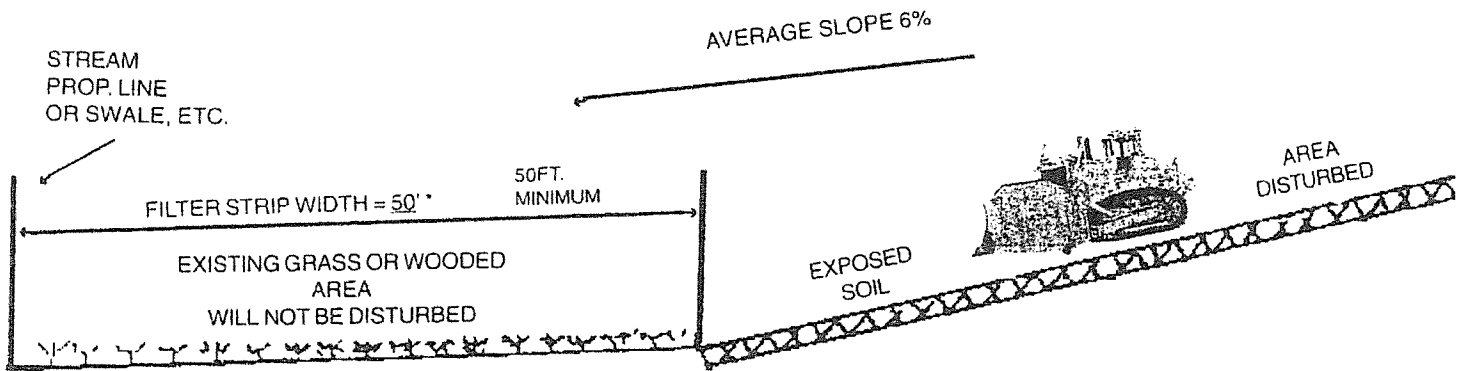 AVERAGE SLOPE 6%
STREAM
PROP. LINE
OR SWALE, ETC.
FILTER STRIP WIDTH = 50' *
50FT.
MINIMUM
EXISTING GRASS OR WOODED
AREA
WILL NOT BE DISTURBED
EXPOSED
SOIL
AREA
DISTURBED